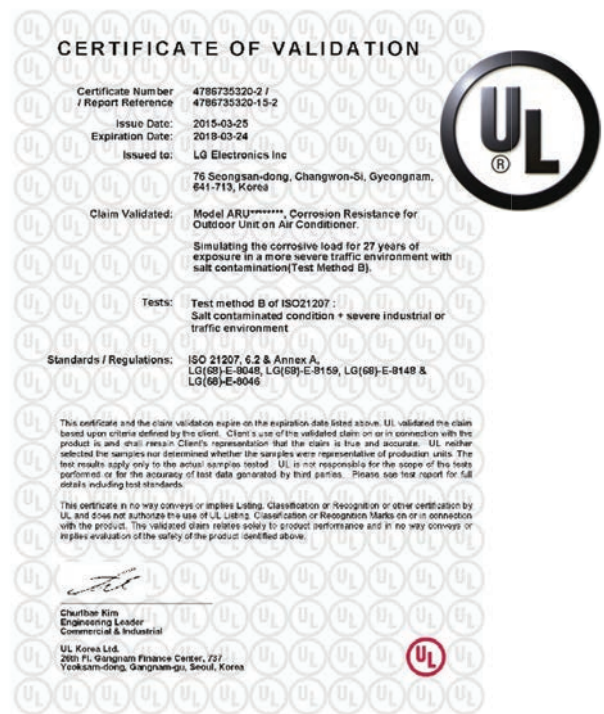 CERTIFICATE OF VALIDATION
Certificate Number 4786735320-2 /
/ Report Reference 4786735320-15-2
Issue Date: 2015-03-25
Expiration Date: 2018-03-24
Issued to: LG Electronics Inc
76 Seongsan-dong, Changwon-Si, Gyeongnam,
641-713, Korea
Claim Validated: Model ARU********, Corrosion Resistance for
Outdoor Unit on Air Conditioner.
Simulating the corrosive load for 27 years of
exposure in a more severe traffic environment with
salt contamination(Test Method B).
Tests: Test method B of ISO21207 :
Salt contaminated condition + severe industrial or
traffic environment
Standards / Regulations: ISO 21207, 6.2 & Annex A,
LG(68)-E-8048, LG(68)-E-8159, LG(68)-E-8148 &
LG(68)-E-8046
This certificate and the claim validation expire on the expiration date listed above. UL validated the claim
based upon criteria defined by the client. Client's use of the validated claim on or in connection with the
product is and shall remain Client's representation that the claim is true and accurate. UL neither
selected the samples nor determined whether the samples were representative of production units. The
test results apply only to the actual samples tested. UL is not responsible for the scope of the tests
performed or for the accuracy of test data generated by third parties. Please see test report for full
details including test standards.
This certificate in no way conveys or implies Listing, Classification or Recognition or other certification by
UL and does not authorize the use of UL Listing, Classification or Recognition Marks on or in connection
with the product. The validated claim relates solely to product performance and in no way conveys or
implies evaluation of the safety of the product identified above.
Churlbae Kim
Engineering Leader
Commercial & Industrial
UL Korea Ltd.
26th Fl. Gangnam Finance Center, 737
Yeoksam-dong, Gangnam-gu, Seoul, Korea
UL
®
UL